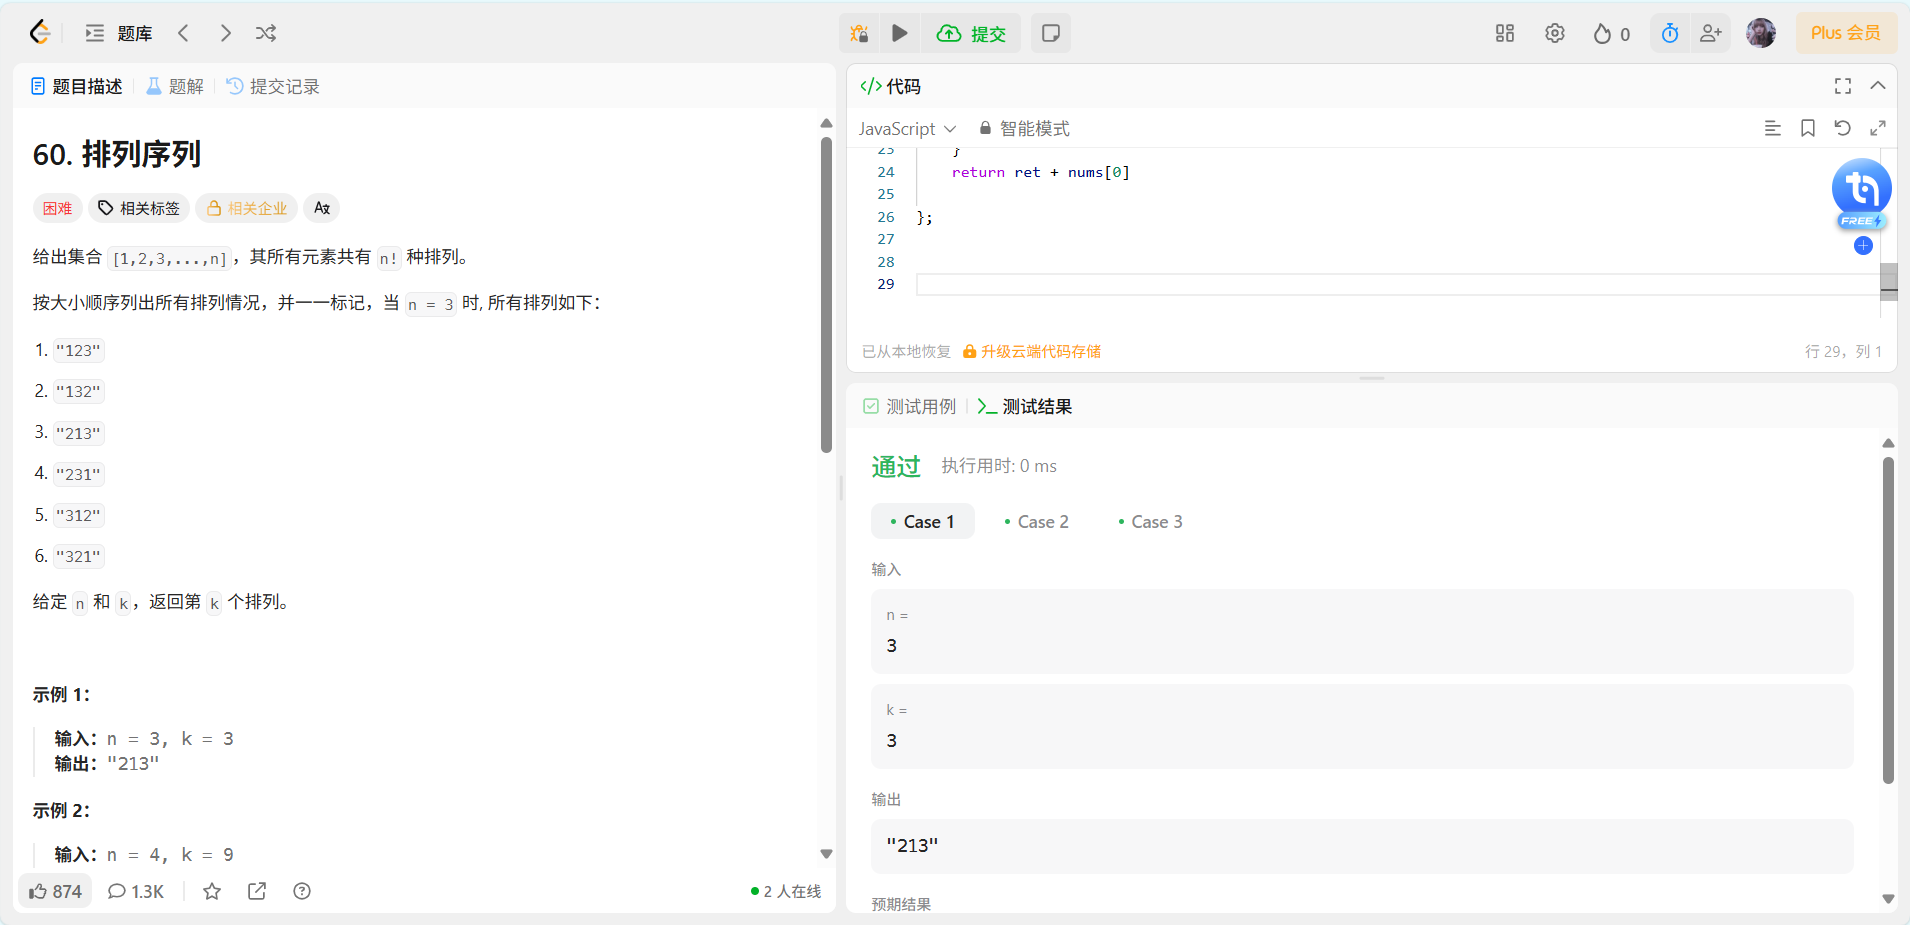 题库
提交
0
Plus 会员
题目描述
题解
提交记录
60. 排列序列
困难
相关标签
相关企业
给出集合 [1,2,3,...,n]，其所有元素共有 n! 种排列。
按大小顺序列出所有排列情况，并一一标记，当 n = 3 时, 所有排列如下：
1. "123"
2. "132"
3. "213"
4. "231"
5. "312"
6. "321"
给定 n 和 k，返回第 k 个排列。
示例 1：
输入：n = 3, k = 3
输出："213"
示例 2：
输入：n = 4, k = 9
874
1.3K
2 人在线
</> 代码
JavaScript
智能模式
23 }
24 return ret + nums[0]
25
26 };
27
28
29
FREE
已从本地恢复
升级云端代码存储
行 29，列 1
测试用例
测试结果
通过
执行用时: 0 ms
Case 1
Case 2
Case 3
输入
n =
3
k =
3
输出
"213"
预期结果